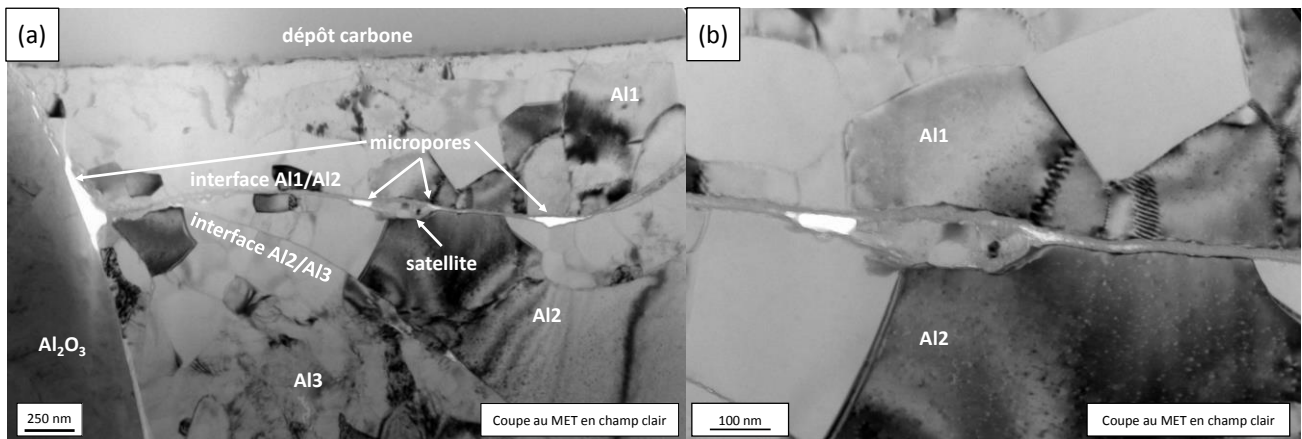 (a)
dépôt carbone
Al1
micropores
interface Al1/Al2
interface Al2/Al3
satellite
Al2
Al₂O₃
Al3
250 nm
Coupe au MET en champ clair
(b)
Al1
Al2
100 nm
Coupe au MET en champ clair